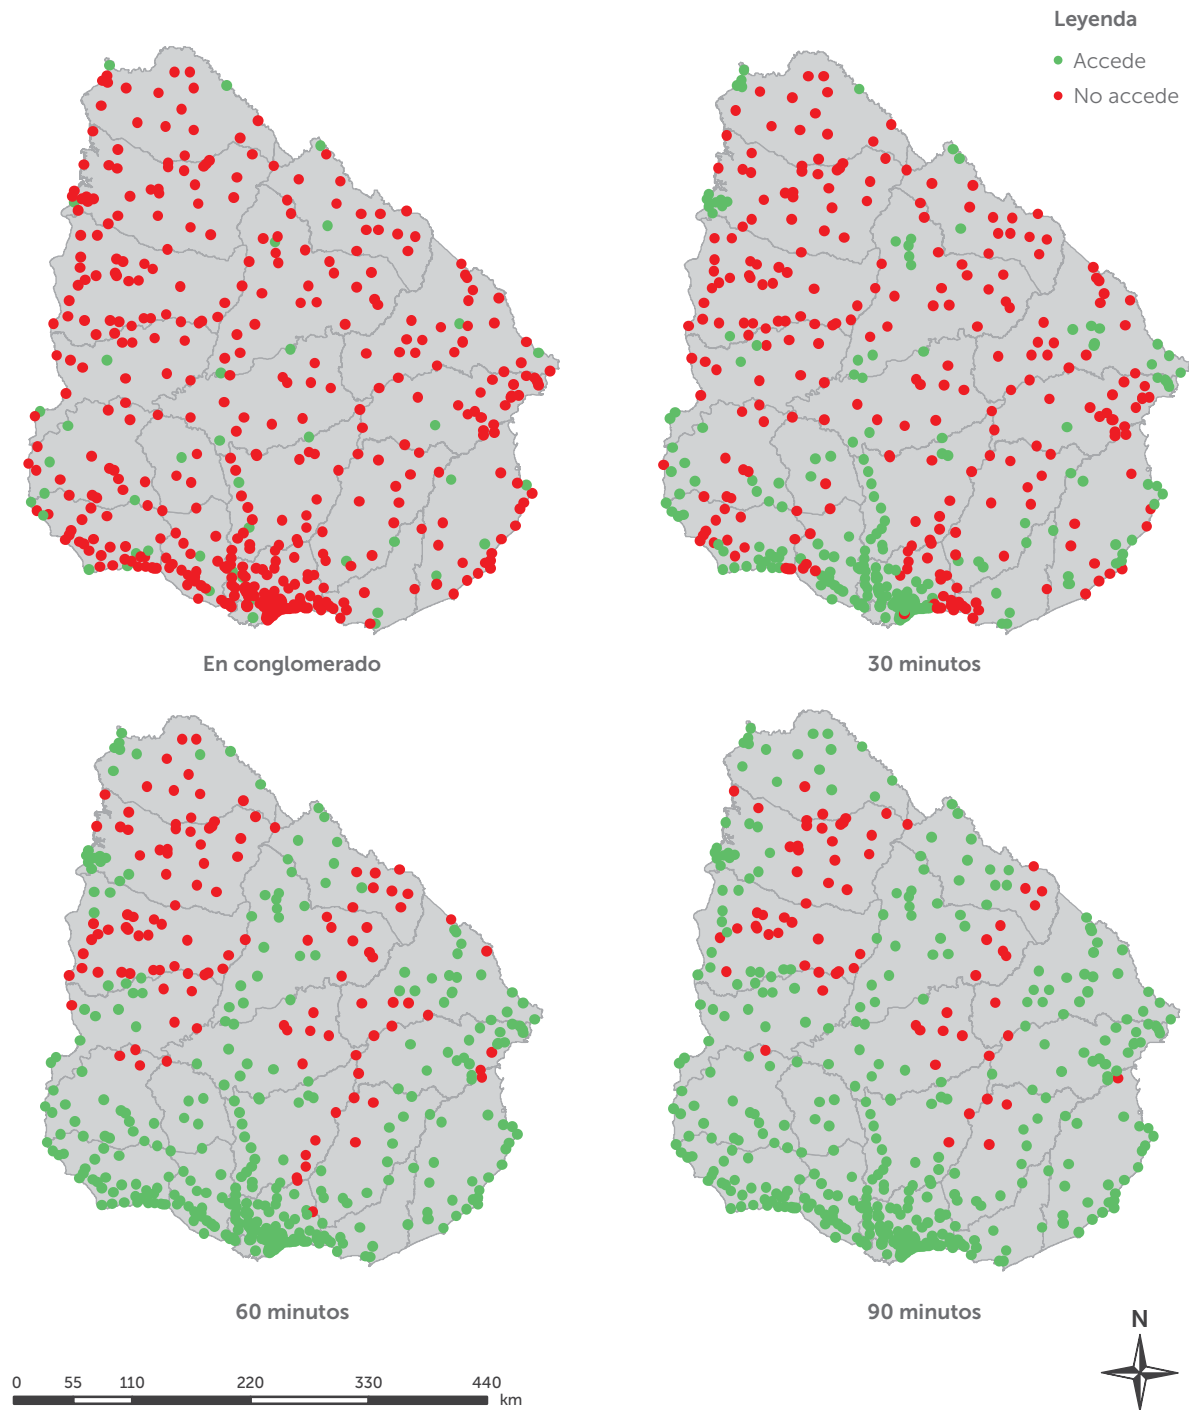 Leyenda
Accede
No accede
En conglomerado
30 minutos
60 minutos
90 minutos
N
0 55 110 220 330 440
km